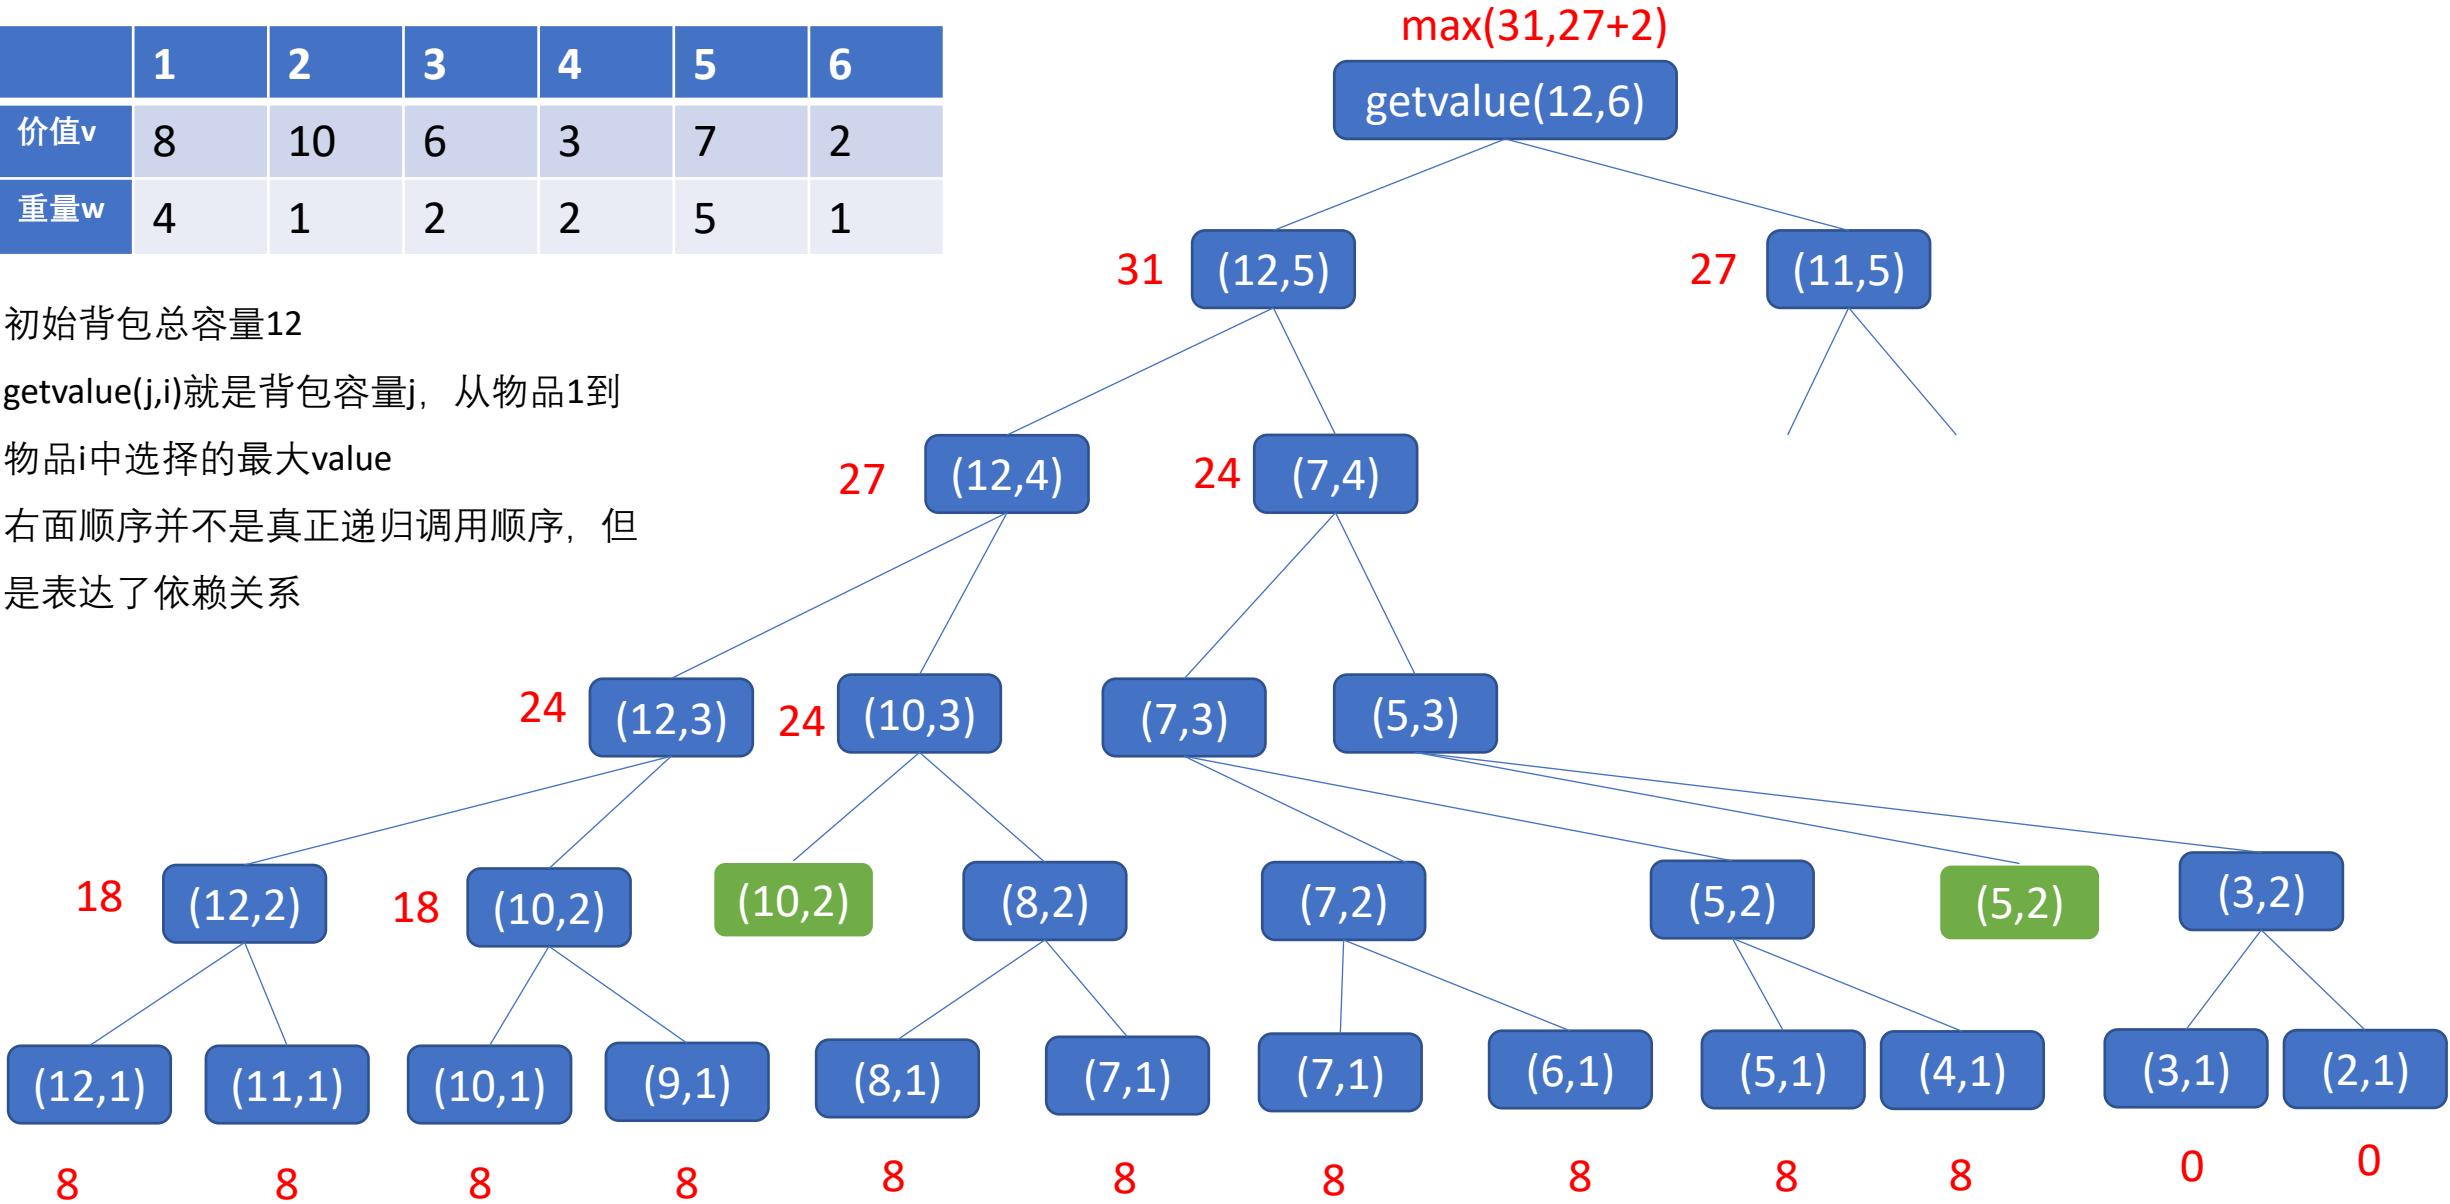 1 2 3 4 5 6
价值v 8 10 6 3 7 2
重量w 4 1 2 2 5 1
初始背包总容量12
getvalue(j,i)就是背包容量j，从物品1到
物品i中选择的最大value
右面顺序并不是真正递归调用顺序，但
是表达了依赖关系
max(31,27+2)
getvalue(12,6)
31 (12,5) 27 (11,5)
27 (12,4) 24 (7,4)
24 (12,3) 24 (10,3) (7,3) (5,3)
18 (12,2) 18 (10,2) (10,2) (8,2) (7,2) (5,2) (5,2) (3,2)
(12,1) (11,1) (10,1) (9,1) (8,1) (7,1) (7,1) (6,1) (5,1) (4,1) (3,1) (2,1)
8 8 8 8 8 8 8 8 8 8 0 0